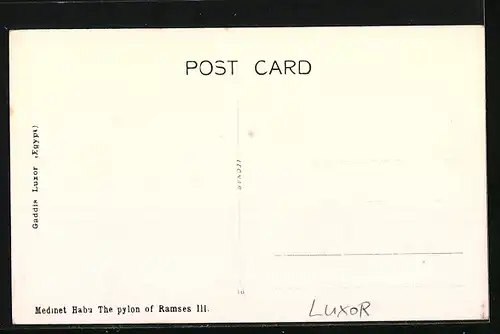 POST CARD
Gaddis Luxor (Egypt)
Medinet Habu The pylon of Ramses III.
LUXOR